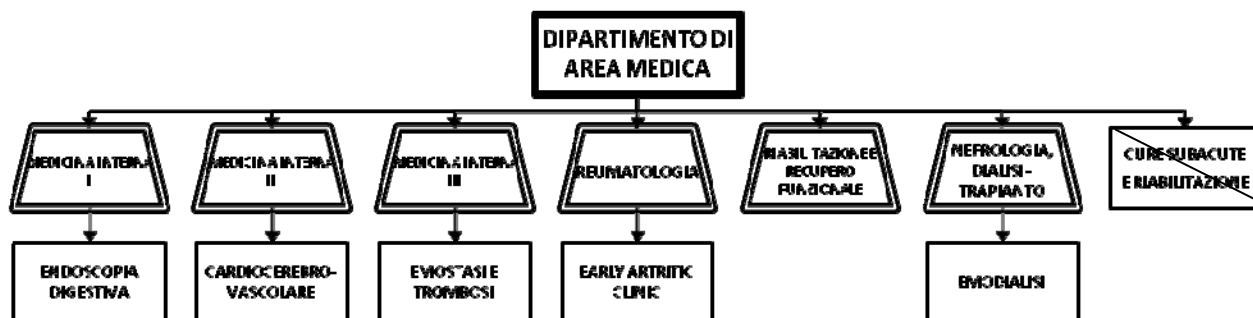 DIPARTIMENTO DI
AREA MEDICA
MEDICINA INTERNA
I
MEDICINA INTERNA
II
MEDICINA INTERNA
III
REUMATOLOGIA
RIABILITAZIONE E
RECUPERO
FUNZIONALE
NEFROLOGIA,
DIALISI -
TRAPIANTO
CURE SUBACUTE
E RIABILITAZIONE
ENDOSCOPIA
DIGESTIVA
CARDIOCEREBRO-
VASCOLARE
EMOSTASI E
TROMBOSI
EARLY ARTRITIC
CLINIC
EMODIALISI